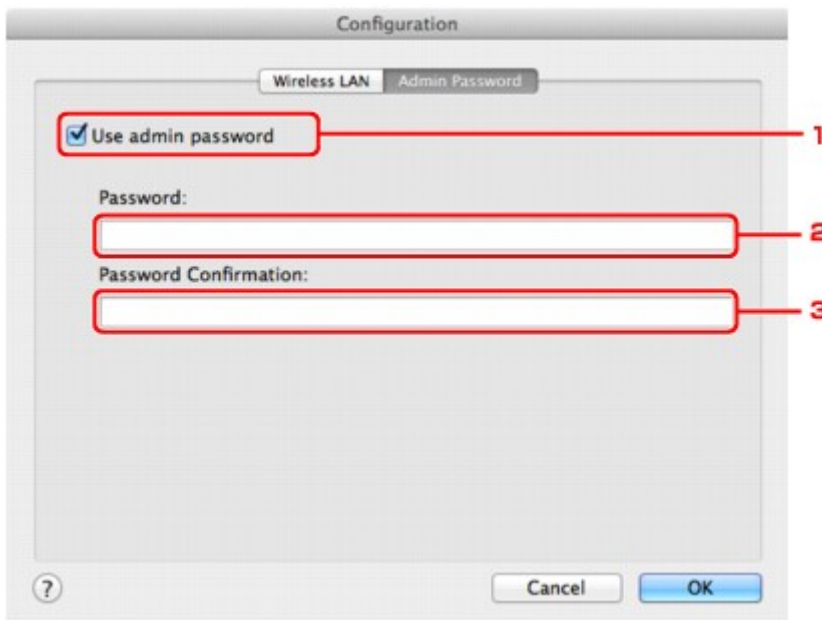 Configuration
Wireless LAN Admin Password
Use admin password 1
Password:
2
Password Confirmation:
3
? Cancel OK